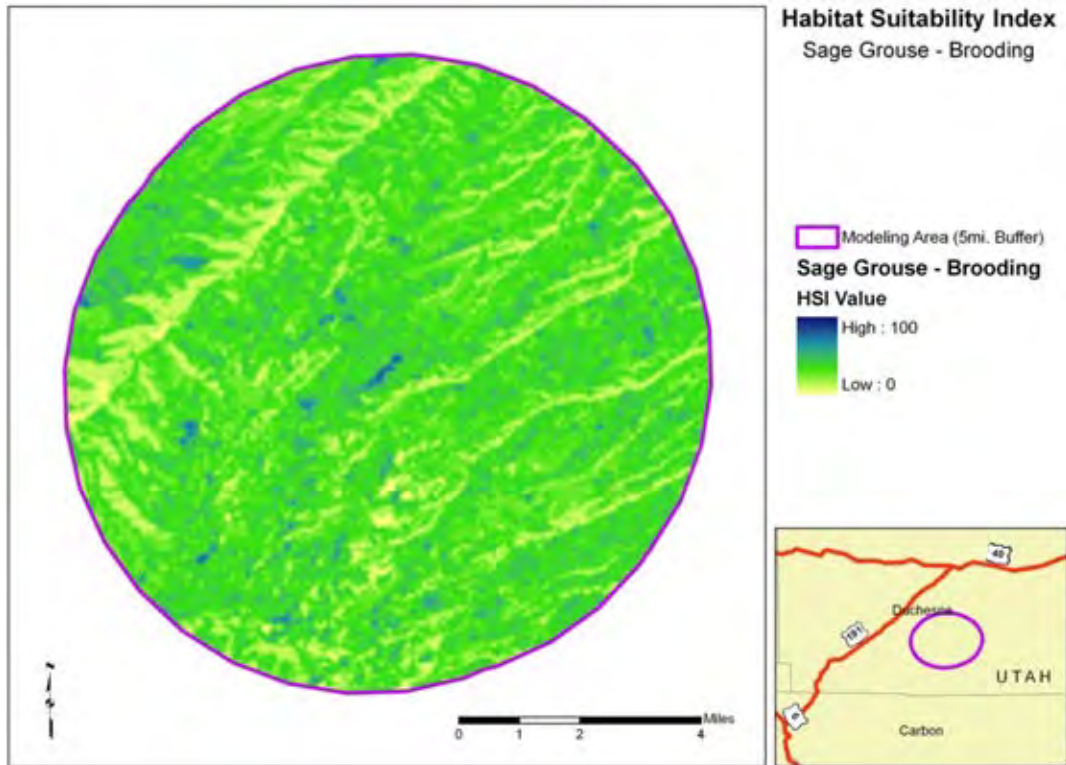 Habitat Suitability Index
Sage Grouse - Brooding
Modeling Area (5mi. Buffer)
Sage Grouse - Brooding
HSI Value
High : 100
Low : 0
Miles
0 1 2 4
40
Duchesne
191
UTAH
6
Carbon